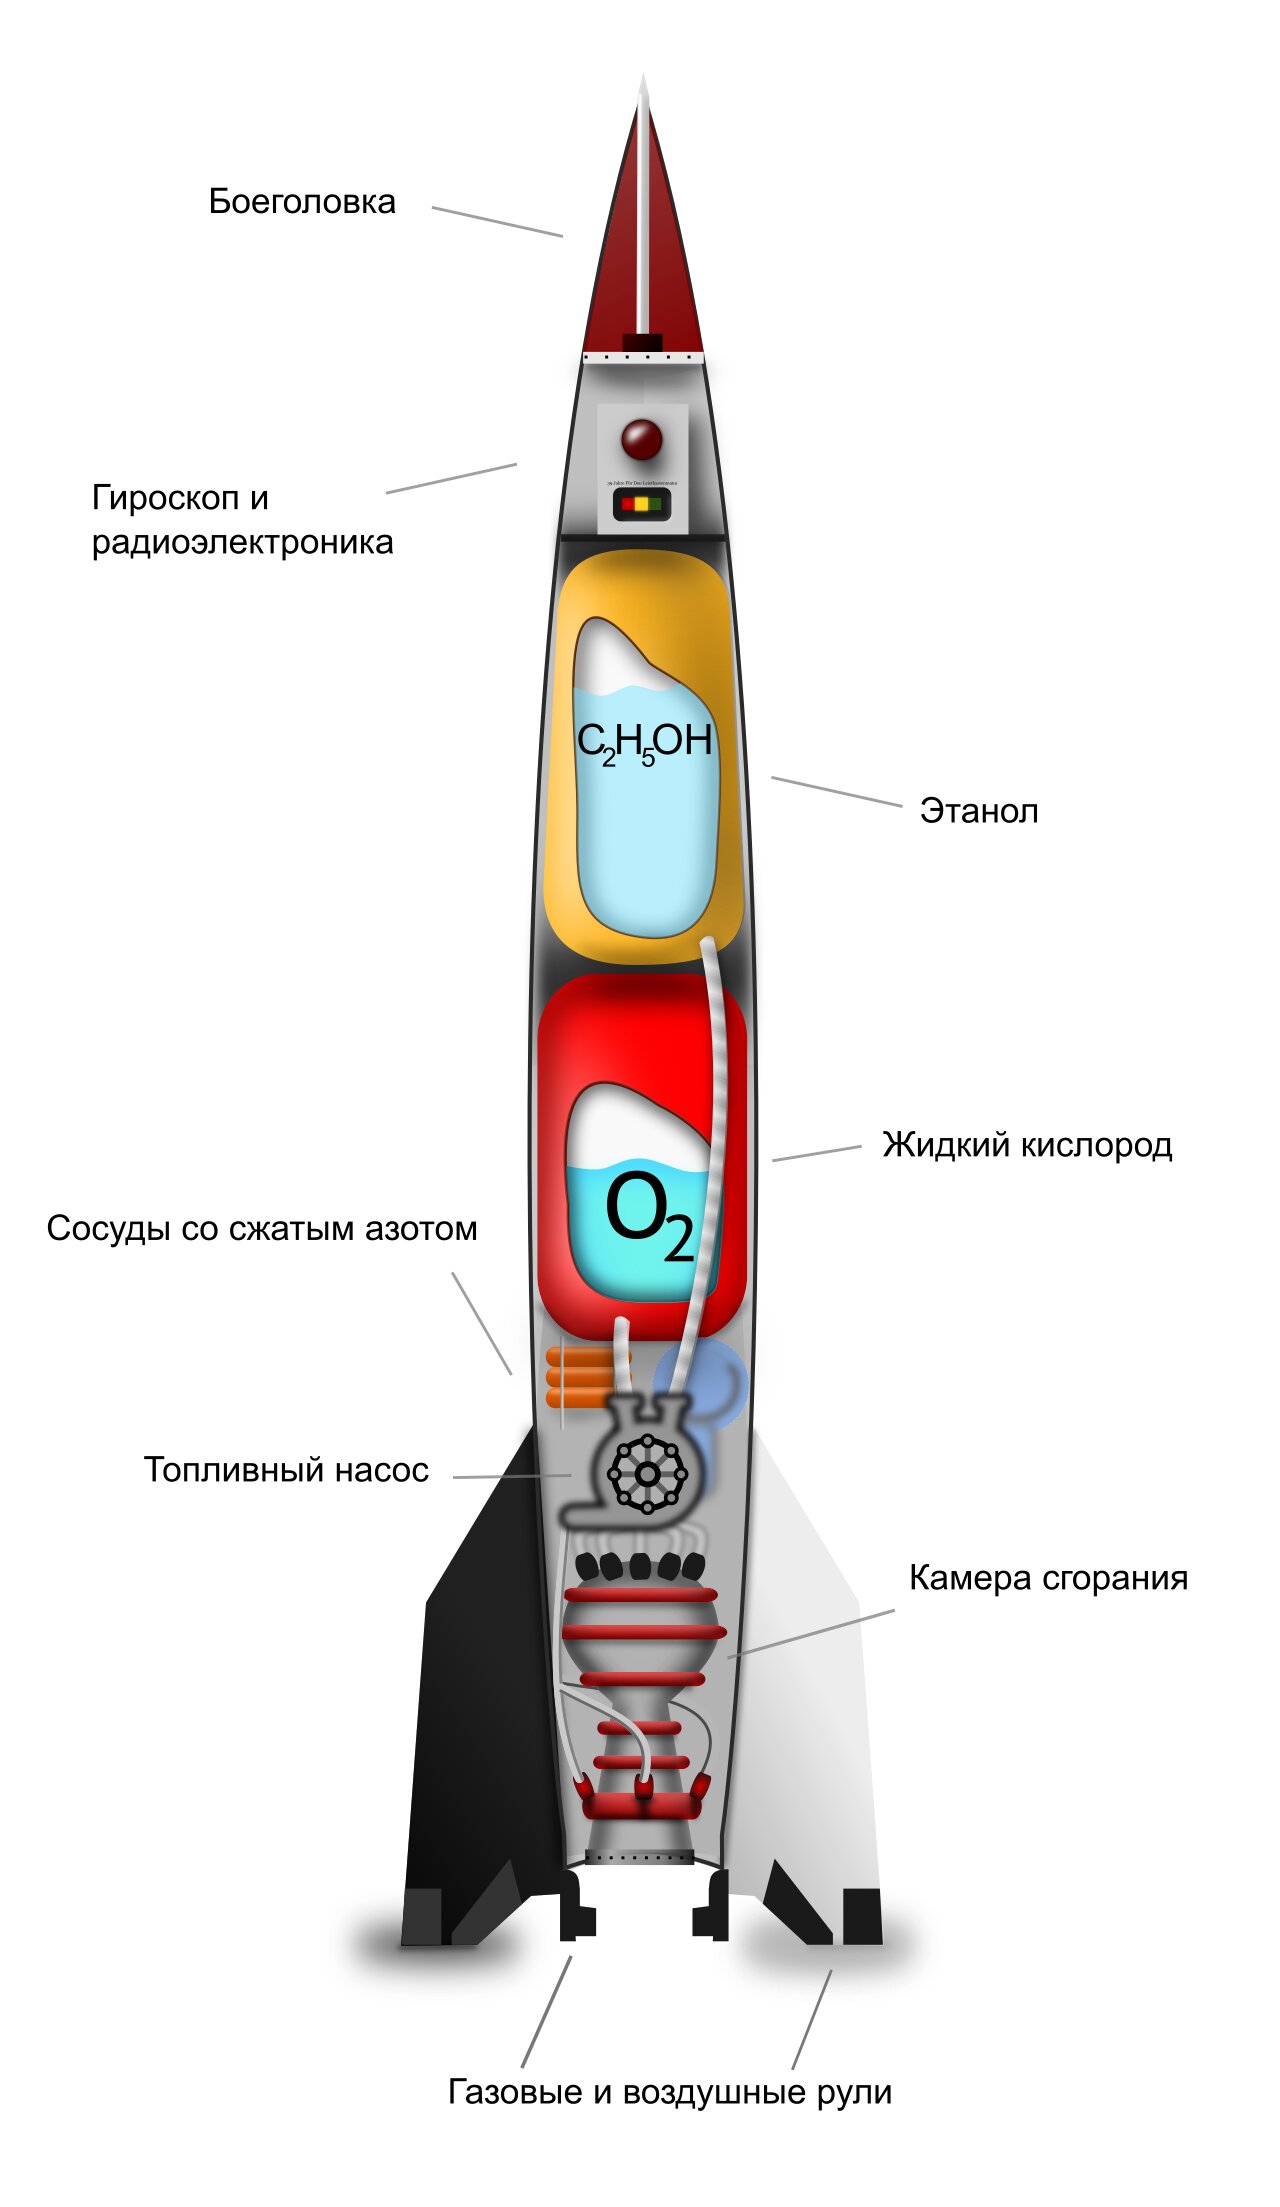 Боеголовка
Гироскоп и
радиоэлектроника
C₂H₅OH
Этанол
Жидкий кислород
O₂
Сосуды со сжатым азотом
Топливный насос
Камера сгорания
Газовые и воздушные рули